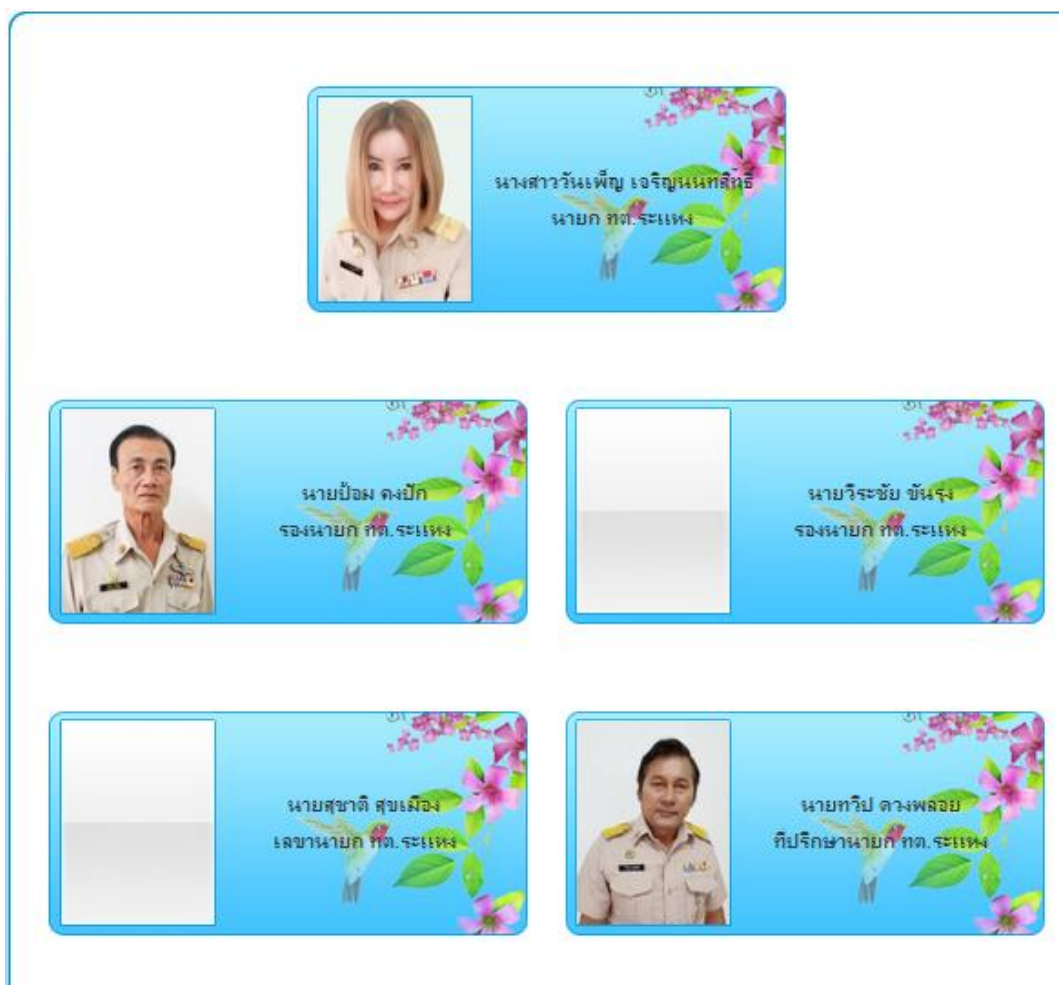 นางสาววันเพ็ญ เจริญนนทสิทธิ์
นายก ทต.ระแหง
นายป้อม คงปัก
รองนายก ทต.ระแหง
นายวิระชัย ขันรุ่ง
รองนายก ทต.ระแหง
นายสุชาติ สุขเมือง
เลขานายก ทต.ระแหง
นายทวีป ดวงพลอย
ที่ปรึกษานายก ทต.ระแหง